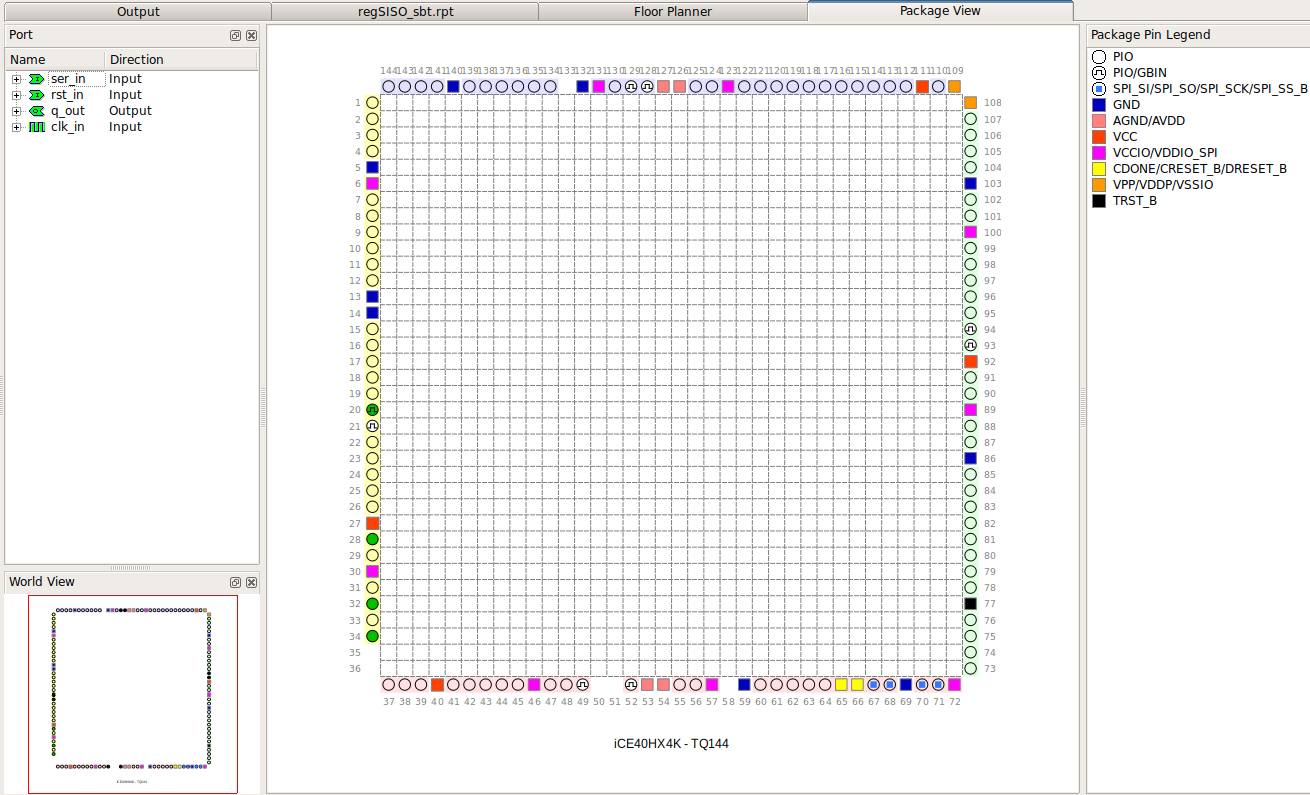 Output
regSISO_sbt.rpt
Floor Planner
Package View
Port
Name Direction
ser_in Input
rst_in Input
q_out Output
clk_in Input
World View
144 143 142 141 140 139 138 137 136 135 134 133 132 131 130 129 128 127 126 125 124 123 122 121 120 119 118 117 116 115 114 113 112 111 110 109
1 108
2 107
3 106
4 105
5 104
6 103
7 102
8 101
9 100
10 99
11 98
12 97
13 96
14 95
15 94
16 93
17 92
18 91
19 90
20 89
21 88
22 87
23 86
24 85
25 84
26 83
27 82
28 81
29 80
30 79
31 78
32 77
33 76
34 75
35 74
36 73
37 38 39 40 41 42 43 44 45 46 47 48 49 50 51 52 53 54 55 56 57 58 59 60 61 62 63 64 65 66 67 68 69 70 71 72
iCE40HX4K - TQ144
Package Pin Legend
PIO
PIO/GBIN
SPI_SI/SPI_SO/SPI_SCK/SPI_SS_B
GND
AGND/AVDD
VCC
VCCIO/VDDIO_SPI
CDONE/CRESET_B/DRESET_B
VPP/VDDP/VSSIO
TRST_B